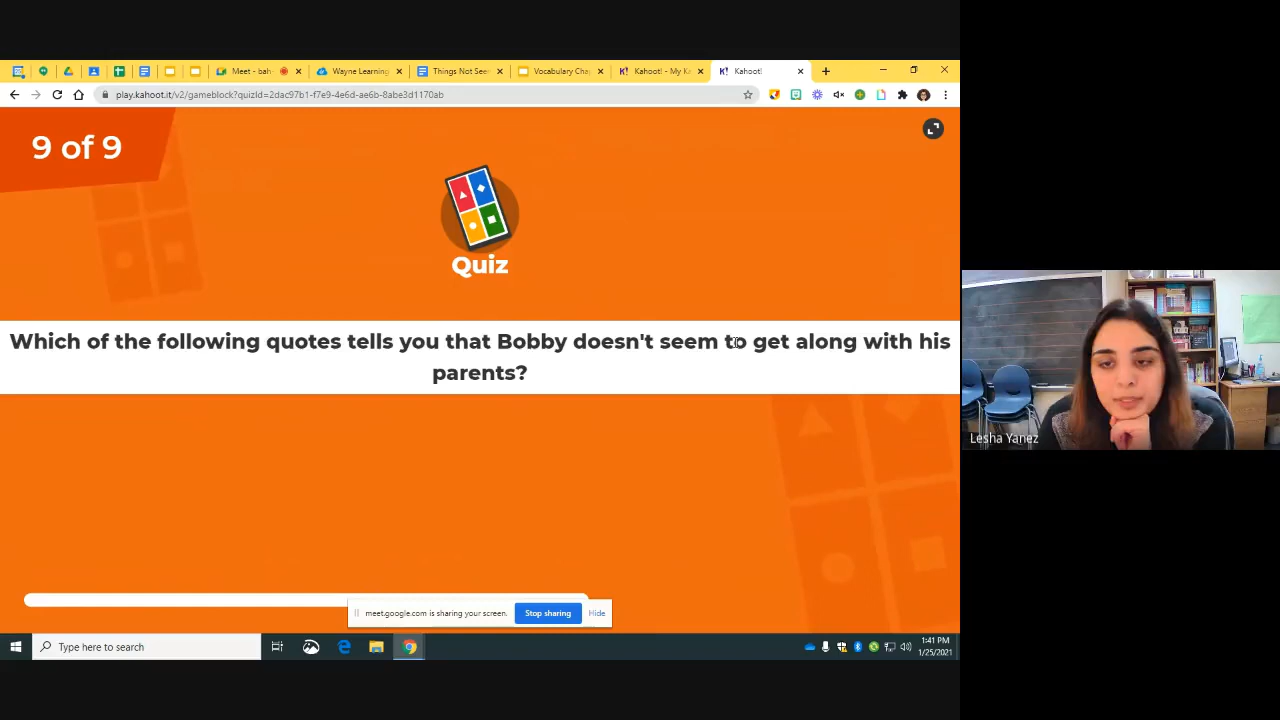 Meet - bah
Wayne Learning
Things Not See
Vocabulary Cha
Kahoot! - My K
Kahoot!
play.kahoot.it/v2/gameblock?quizId=2dac97b1-f7e9-4e6d-ae6b-8abe3d1170ab
9 of 9
Quiz
Which of the following quotes tells you that Bobby doesn't seem to get along with his
parents?
Lesha Yanez
meet.google.com is sharing your screen.
Stop sharing
Hide
Type here to search
1:41 PM
1/25/2021